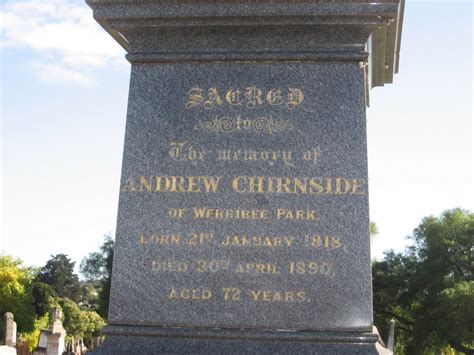 SACRED
to
The memory of
ANDREW CHIRNSIDE
OF WERRIBEE PARK.
BORN 21ST JANUARY 1818,
DIED 30TH APRIL 1890,
AGED 72 YEARS.